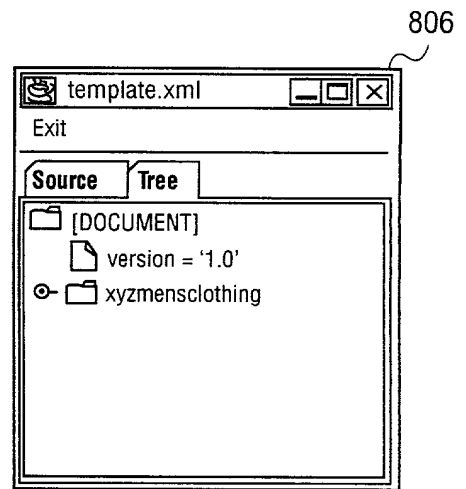 806
template.xml
Exit
Source Tree
[DOCUMENT]
version = ‘1.0’
xyzmensclothing